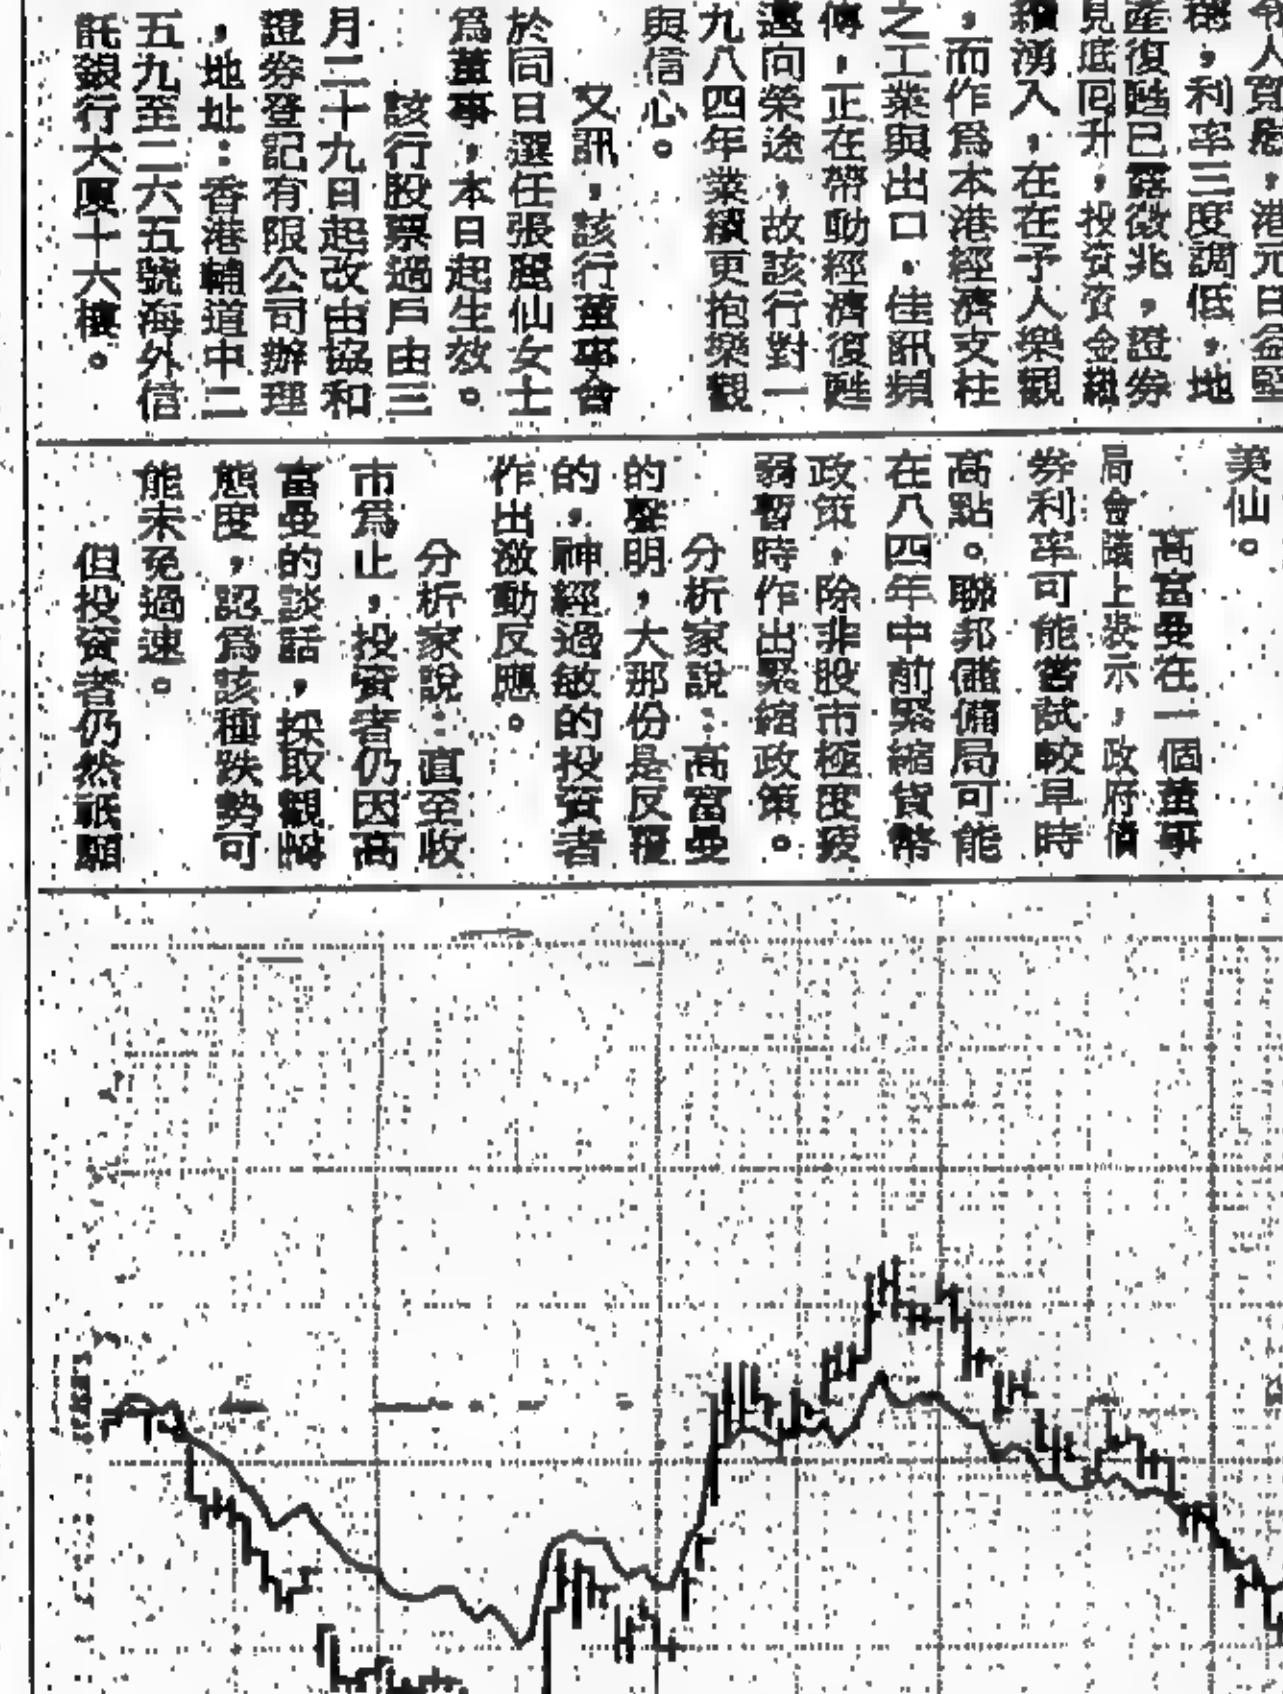 令人寬慰，港元日益堅
穩，利率三度調低，地
產復甦已露徵兆，證券
見底回升，投資資金繼
續湧入，在在予人樂觀
，而作爲本港經濟支柱
之工業與出口，佳訊頻
傳，正在帶動經濟復甦
邁向榮途，故該行對一
九八四年業績更抱樂觀
與信心。
又訊，該行董事會
於同日選任張麗仙女士
爲董事，本日起生效。
該行股票過戶由三
月二十九日起改由協和
證券登記有限公司辦理
，地址：香港輔道中二
五九至二六五號海外信
託銀行大厦十六樓。
美仙。
高富曼在一個董事
局會議上表示，政府債
券利率可能嘗試較早時
高點。聯邦儲備局可能
在八四年中前緊縮貨幣
政策，除非股市極度疲
弱暫時作出緊縮政策。
分析家說：高富曼
的聲明，大那份是反覆
的，神經過敏的投資者
作出激動反應。
分析家說：直至收
市爲止，投資者仍因高
富曼的談話，採取觀望
態度，認爲該種跌勢可
能未免過速。
但投資者仍然祇願